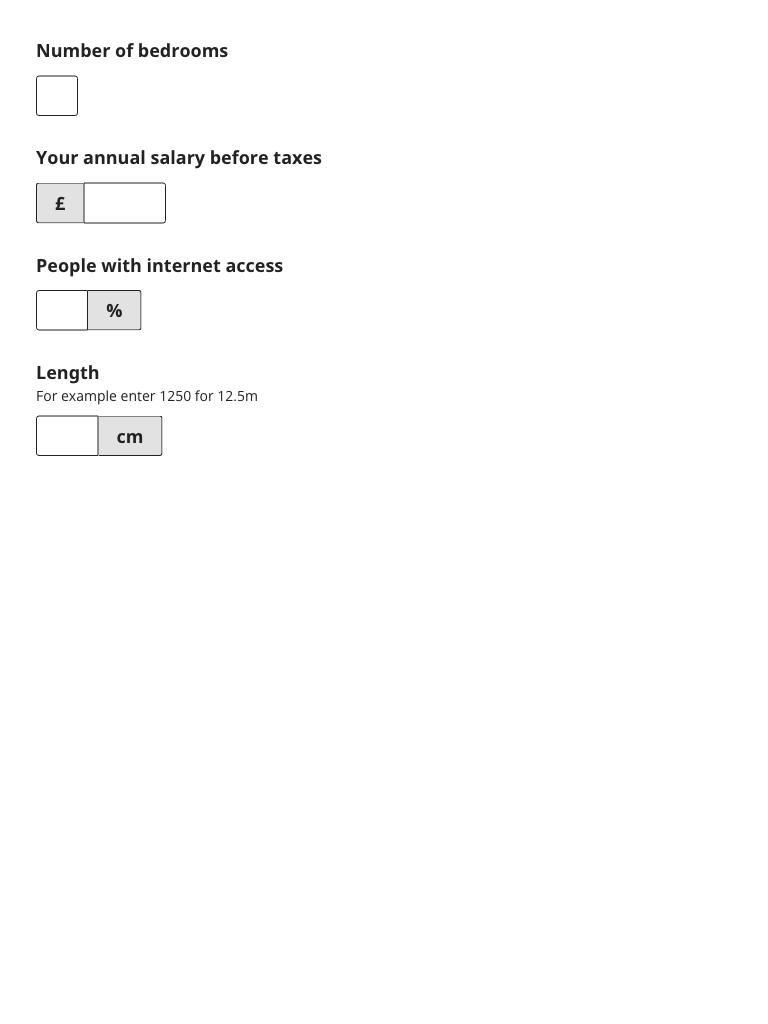 Number of bedrooms
Your annual salary before taxes
£
People with internet access
%
Length
For example enter 1250 for 12.5m
cm